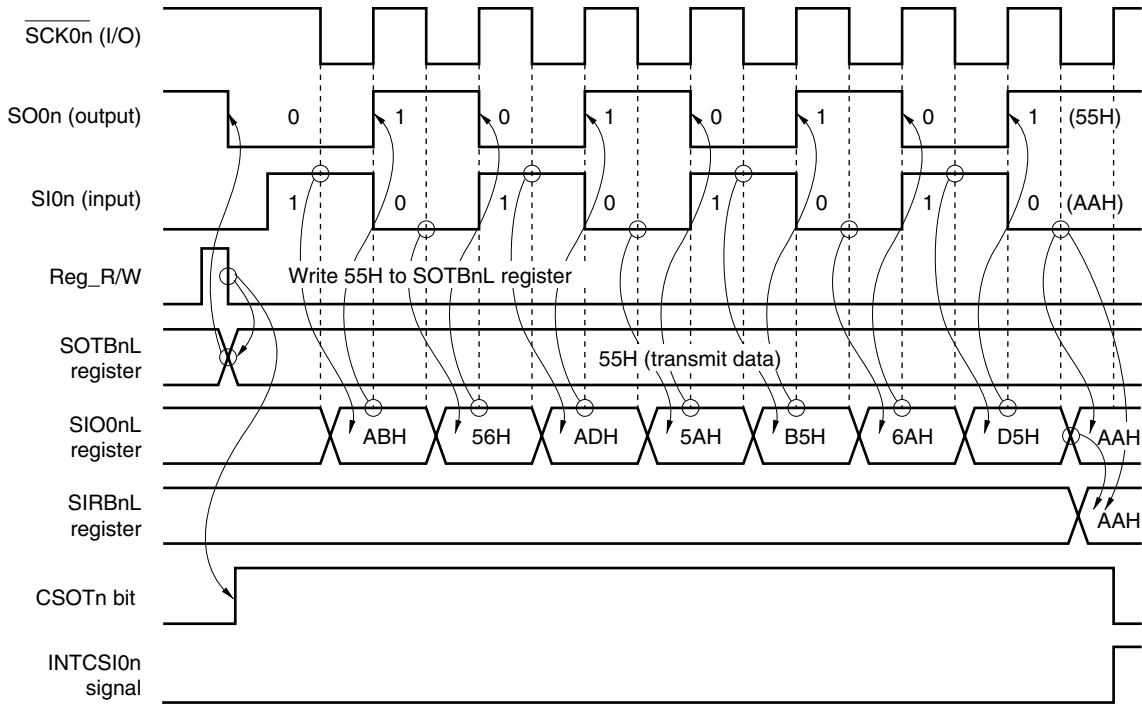 SCK0n (I/O)
SO0n (output) 0 1 0 1 0 1 0 1 (55H)
SI0n (input) 1 0 1 0 1 0 1 0 (AAH)
Reg_R/W Write 55H to SOTBnL register
SOTBnL
register
55H (transmit data)
SIO0nL
register
ABH 56H ADH 5AH B5H 6AH D5H AAH
SIRBnL
register
AAH
CSOTn bit
INTCSI0n
signal